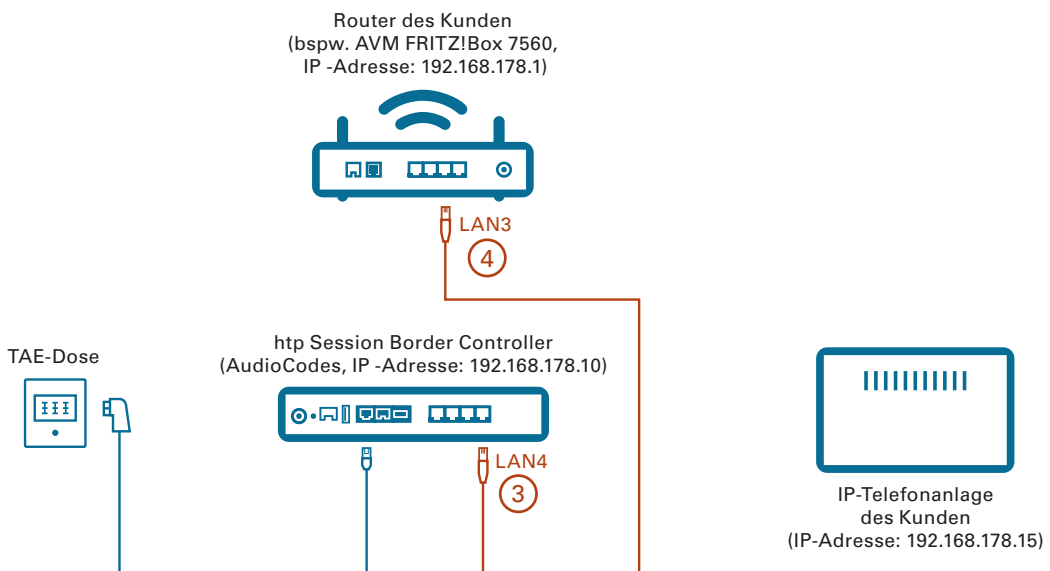 Router des Kunden
(bspw. AVM FRITZ!Box 7560,
IP -Adresse: 192.168.178.1)
LAN3
4
TAE-Dose
htp Session Border Controller
(AudioCodes, IP -Adresse: 192.168.178.10)
LAN4
3
IP-Telefonanlage
des Kunden
(IP-Adresse: 192.168.178.15)